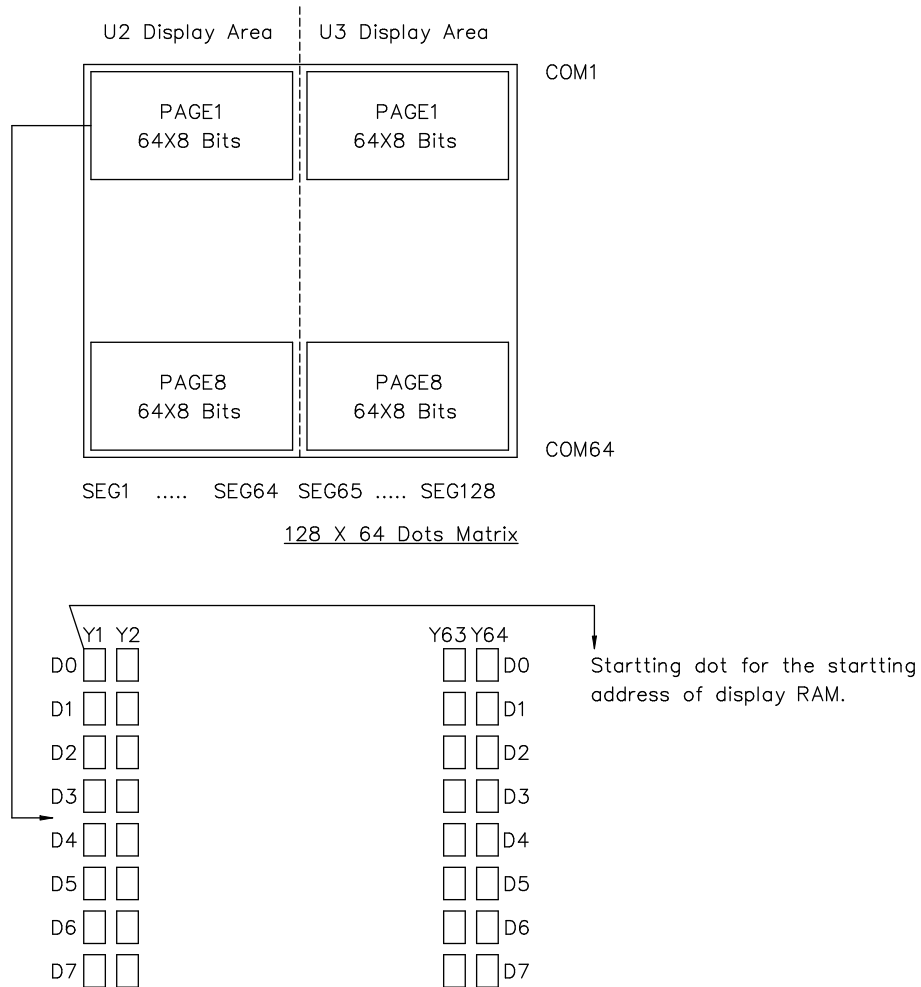 U2 Display Area
U3 Display Area
COM1
PAGE1
64X8 Bits
PAGE1
64X8 Bits
PAGE8
64X8 Bits
PAGE8
64X8 Bits
COM64
SEG1 ..... SEG64 SEG65 ..... SEG128
128 X 64 Dots Matrix
Y1 Y2 Y63 Y64
D0 D0
Startting dot for the startting
address of display RAM.
D1 D1
D2 D2
D3 D3
D4 D4
D5 D5
D6 D6
D7 D7